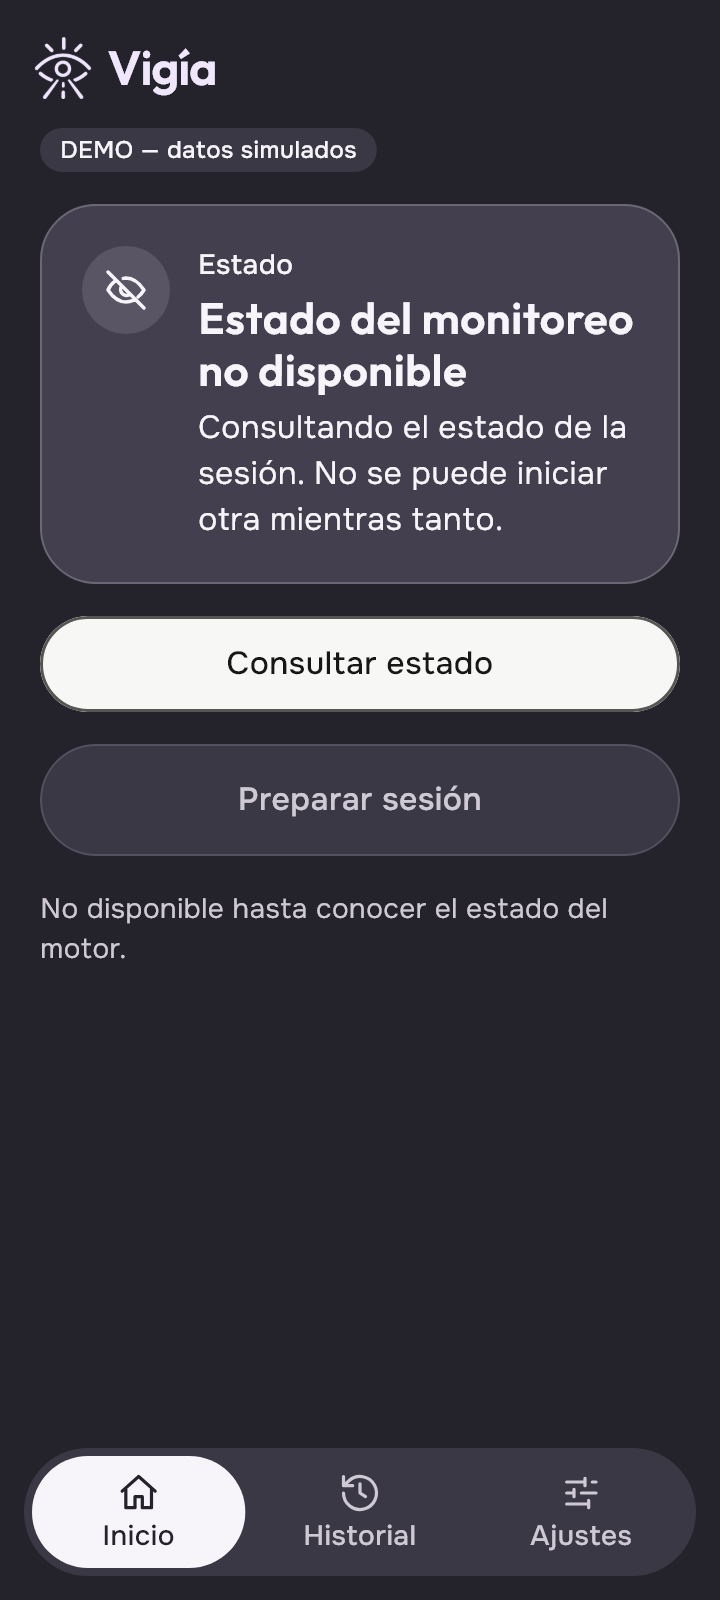 Vigía
DEMO – datos simulados
Estado
Estado del monitoreo
no disponible
Consultando el estado de la
sesión. No se puede iniciar
otra mientras tanto.
Consultar estado
Preparar sesión
No disponible hasta conocer el estado del
motor.
Inicio
Historial
Ajustes